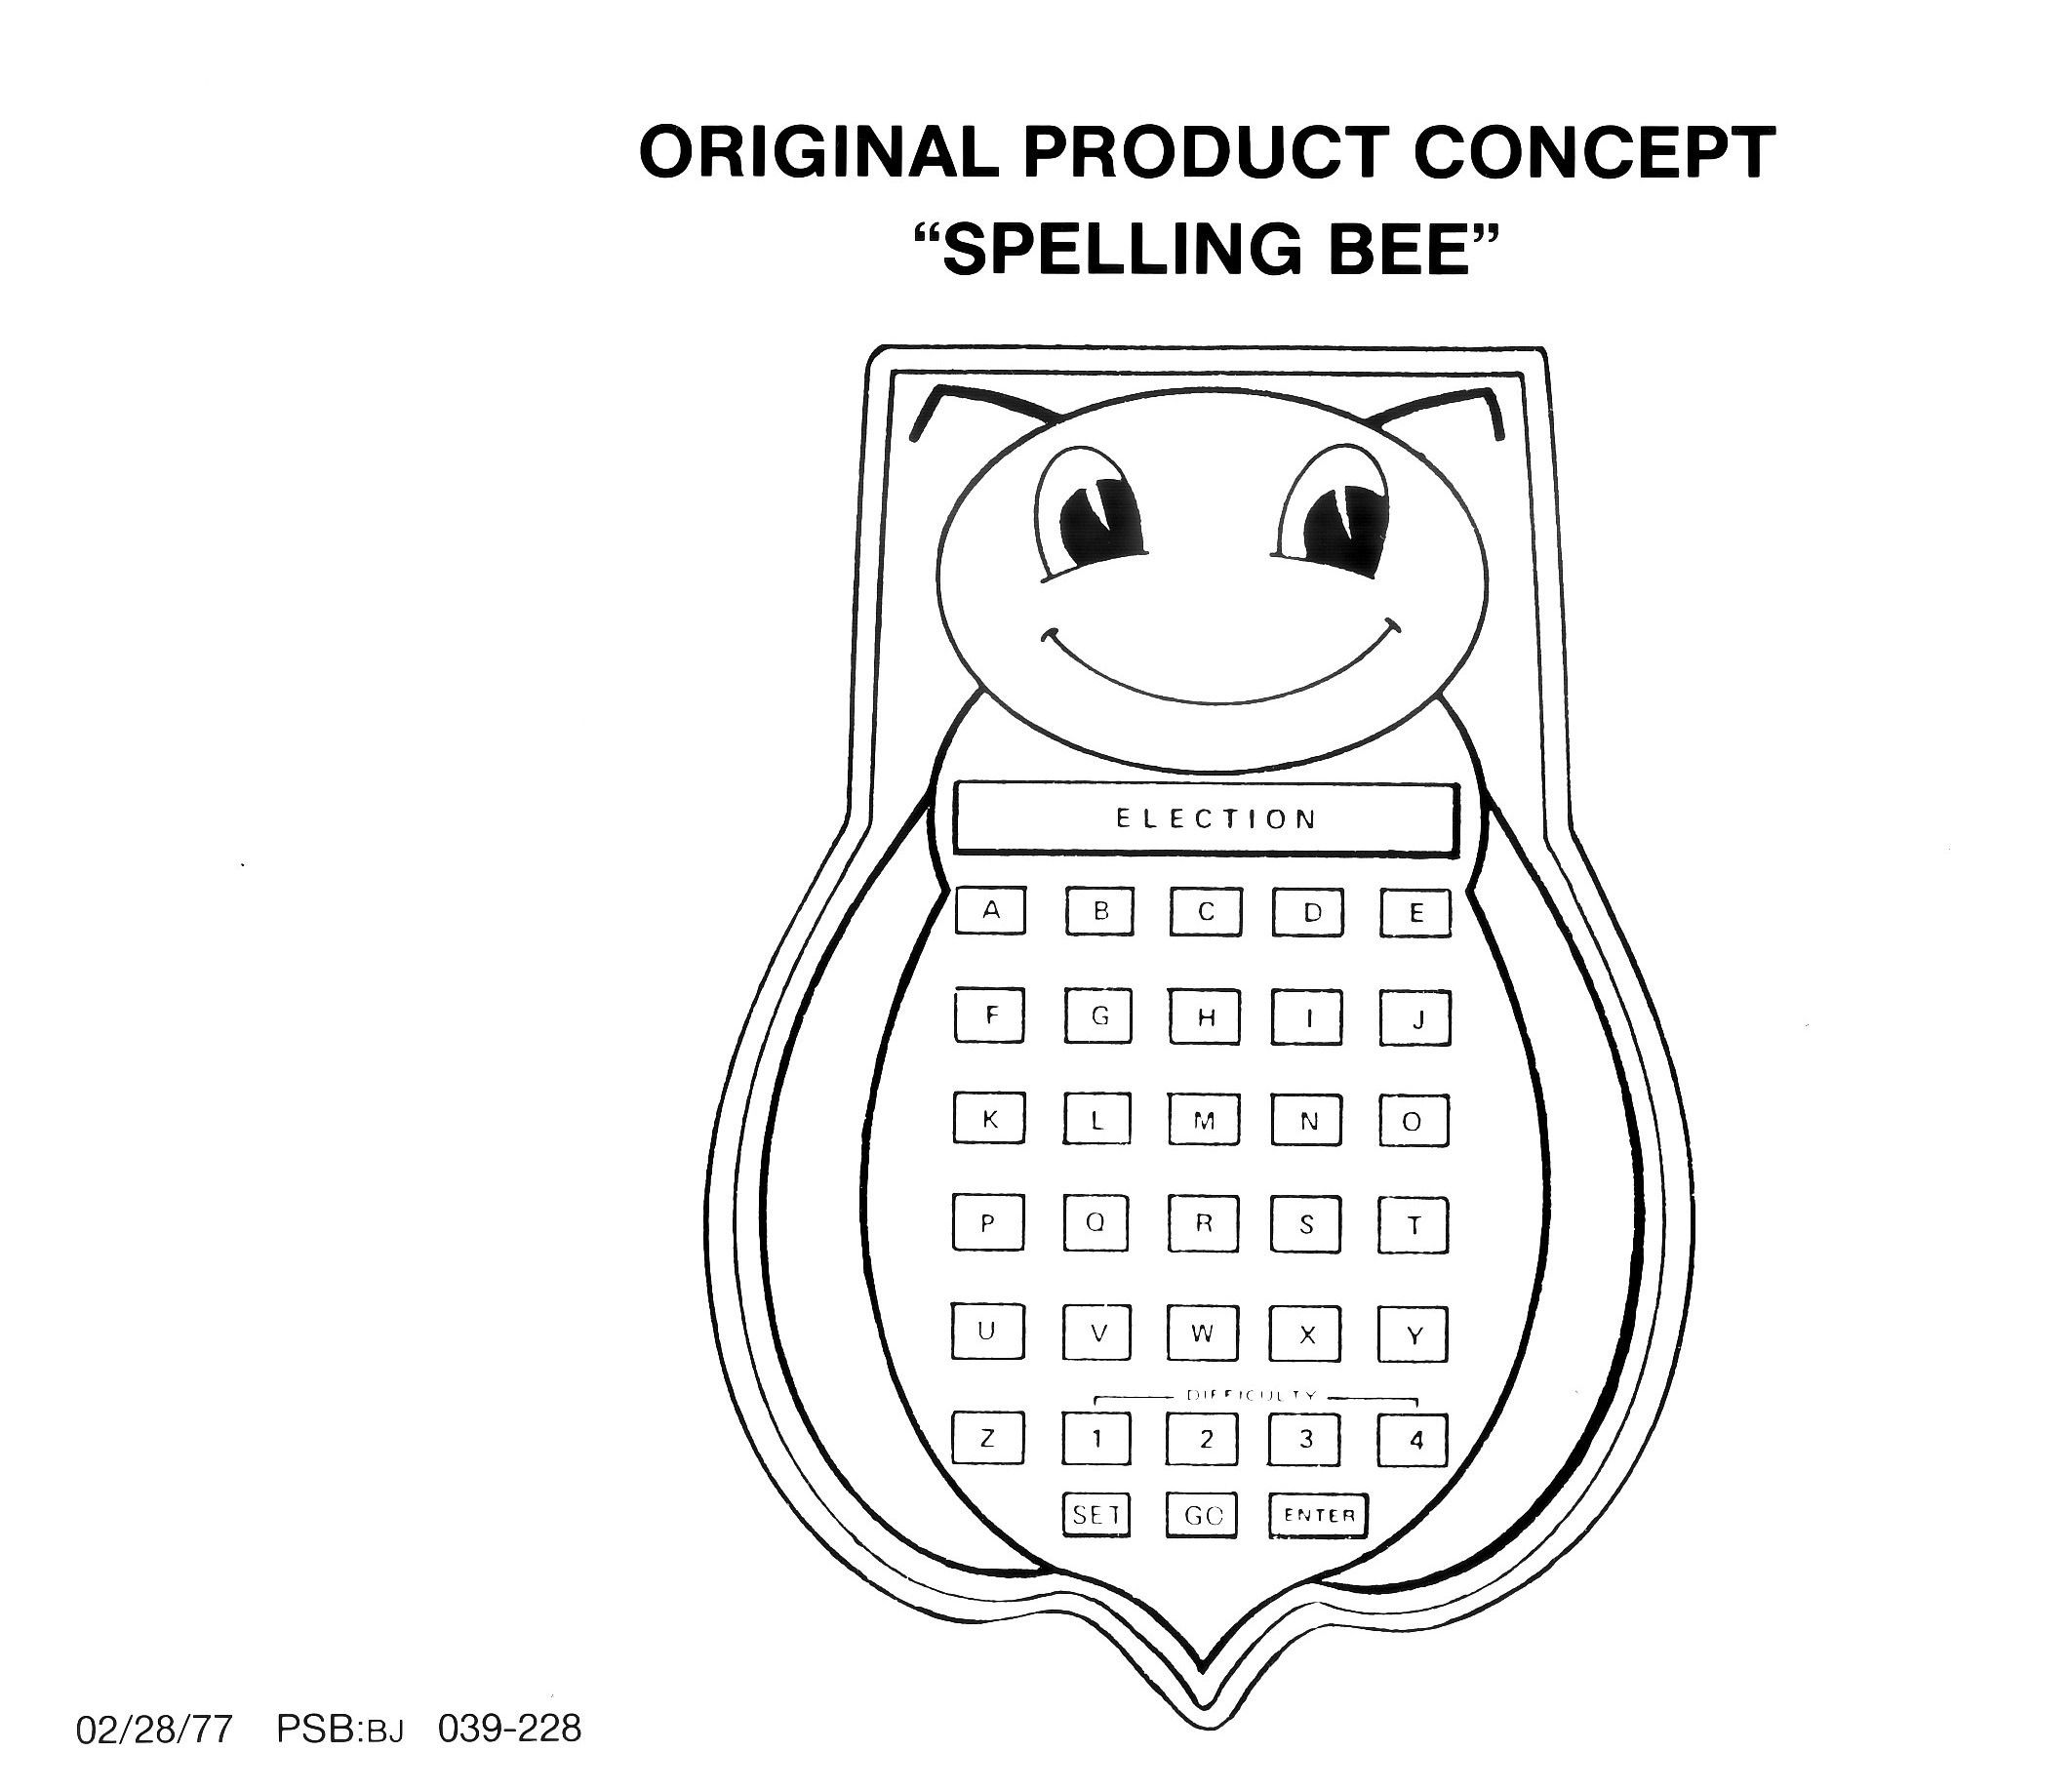 ORIGINAL PRODUCT CONCEPT
“SPELLING BEE”
ELECTION
A B C D E
F G H I J
K L M N O
P Q R S T
U V W X Y
DIFFICULTY
Z 1 2 3 4
SET GO ENTER
02/28/77 PSB:BJ 039-228